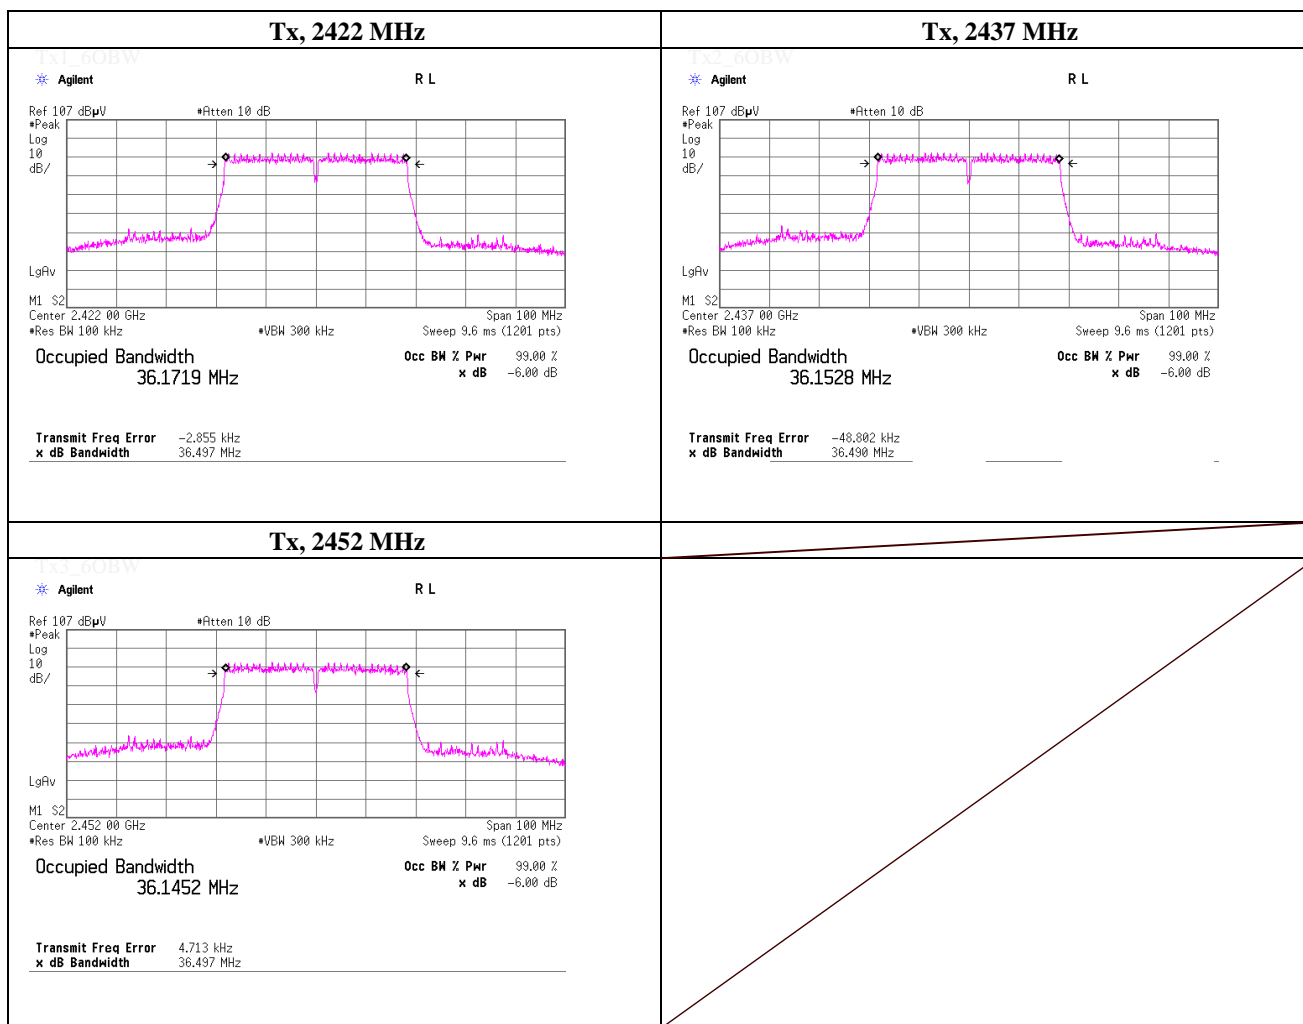 Tx, 2422 MHz
Tx1_6OBW
Agilent R L
Ref 107 dBµV #Atten 10 dB
#Peak
Log
10
dB/
LgAv
M1 S2
Center 2.422 00 GHz Span 100 MHz
#Res BW 100 kHz #VBW 300 kHz Sweep 9.6 ms (1201 pts)
Occupied Bandwidth Occ BW % Pwr 99.00 %
36.1719 MHz x dB -6.00 dB
Transmit Freq Error -2.855 kHz
x dB Bandwidth 36.497 MHz
Tx, 2437 MHz
Tx2_6OBW
Agilent R L
Ref 107 dBµV #Atten 10 dB
#Peak
Log
10
dB/
LgAv
M1 S2
Center 2.437 00 GHz Span 100 MHz
#Res BW 100 kHz #VBW 300 kHz Sweep 9.6 ms (1201 pts)
Occupied Bandwidth Occ BW % Pwr 99.00 %
36.1528 MHz x dB -6.00 dB
Transmit Freq Error -48.802 kHz
x dB Bandwidth 36.490 MHz
Tx, 2452 MHz
Tx3_6OBW
Agilent R L
Ref 107 dBµV #Atten 10 dB
#Peak
Log
10
dB/
LgAv
M1 S2
Center 2.452 00 GHz Span 100 MHz
#Res BW 100 kHz #VBW 300 kHz Sweep 9.6 ms (1201 pts)
Occupied Bandwidth Occ BW % Pwr 99.00 %
36.1452 MHz x dB -6.00 dB
Transmit Freq Error 4.713 kHz
x dB Bandwidth 36.497 MHz